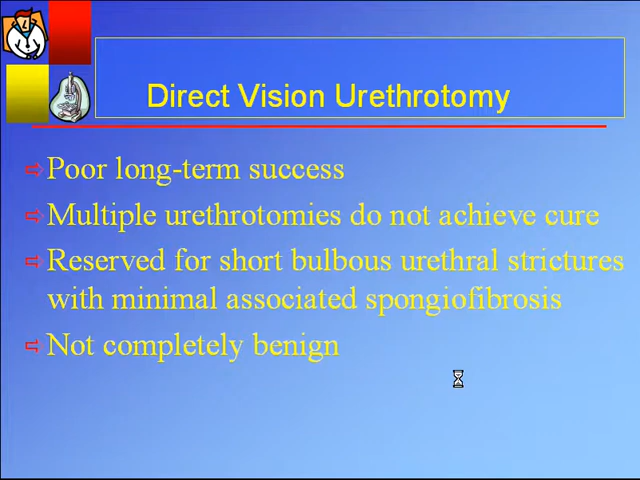 Direct Vision Urethrotomy
Poor long-term success
Multiple urethrotomies do not achieve cure
Reserved for short bulbous urethral strictures
with minimal associated spongiofibrosis
Not completely benign